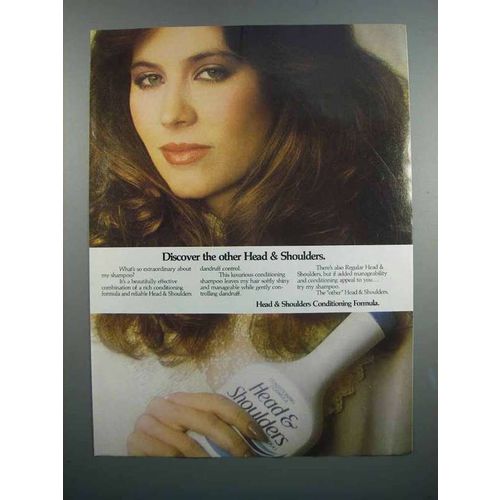 Discover the other Head & Shoulders.
What's so extraordinary about
my shampoo?
It's a beautifully effective
combination of a rich conditioning
formula and reliable Head & Shoulders
dandruff control.
This luxurious conditioning
shampoo leaves my hair softly shiny
and manageable while gently con-
trolling dandruff.
There's also Regular Head &
Shoulders, but if added manageability
and conditioning appeal to you...
try my shampoo.
The "other" Head & Shoulders.
Head & Shoulders Conditioning Formula.
CONDITIONING
FORMULA
Head &
Shoulders